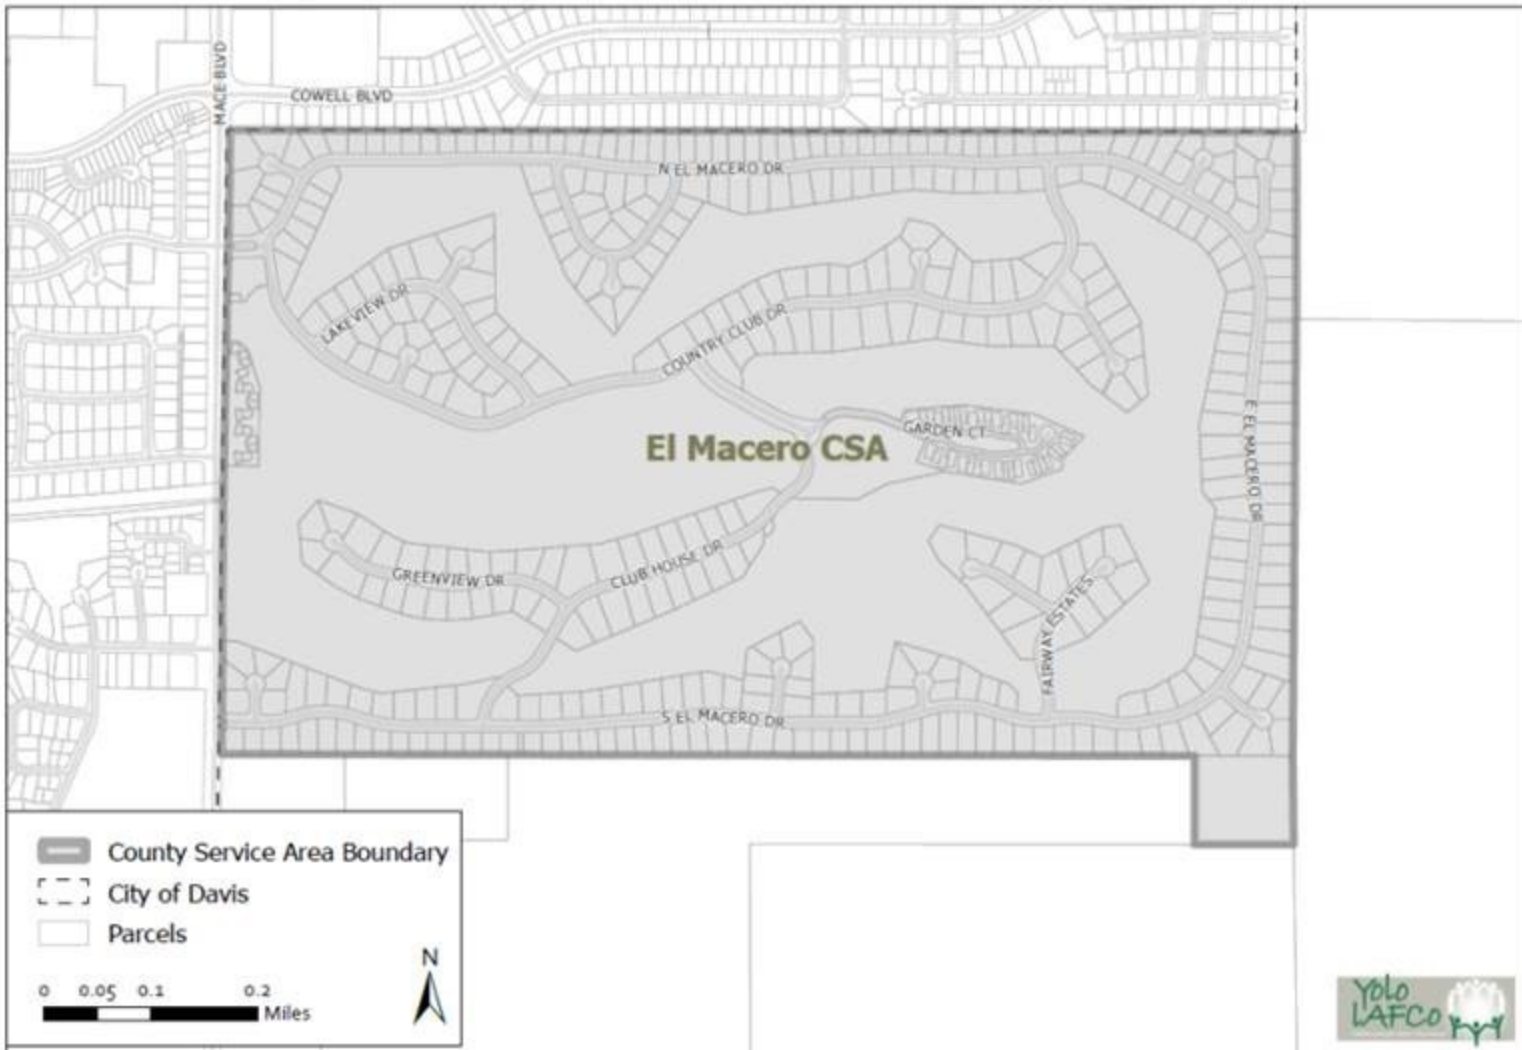 MACE BLVD
COWELL BLVD
N EL MACERO DR
LAKEVIEW DR
COUNTRY CLUB DR
GARDEN CT
El Macero CSA
E EL MACERO DR
GREENVIEW DR
CLUB HOUSE DR
FAIRWAY ESTATES
S EL MACERO DR
County Service Area Boundary
City of Davis
Parcels
N
0 0.05 0.1 0.2
Miles
YOLO
LAFCO